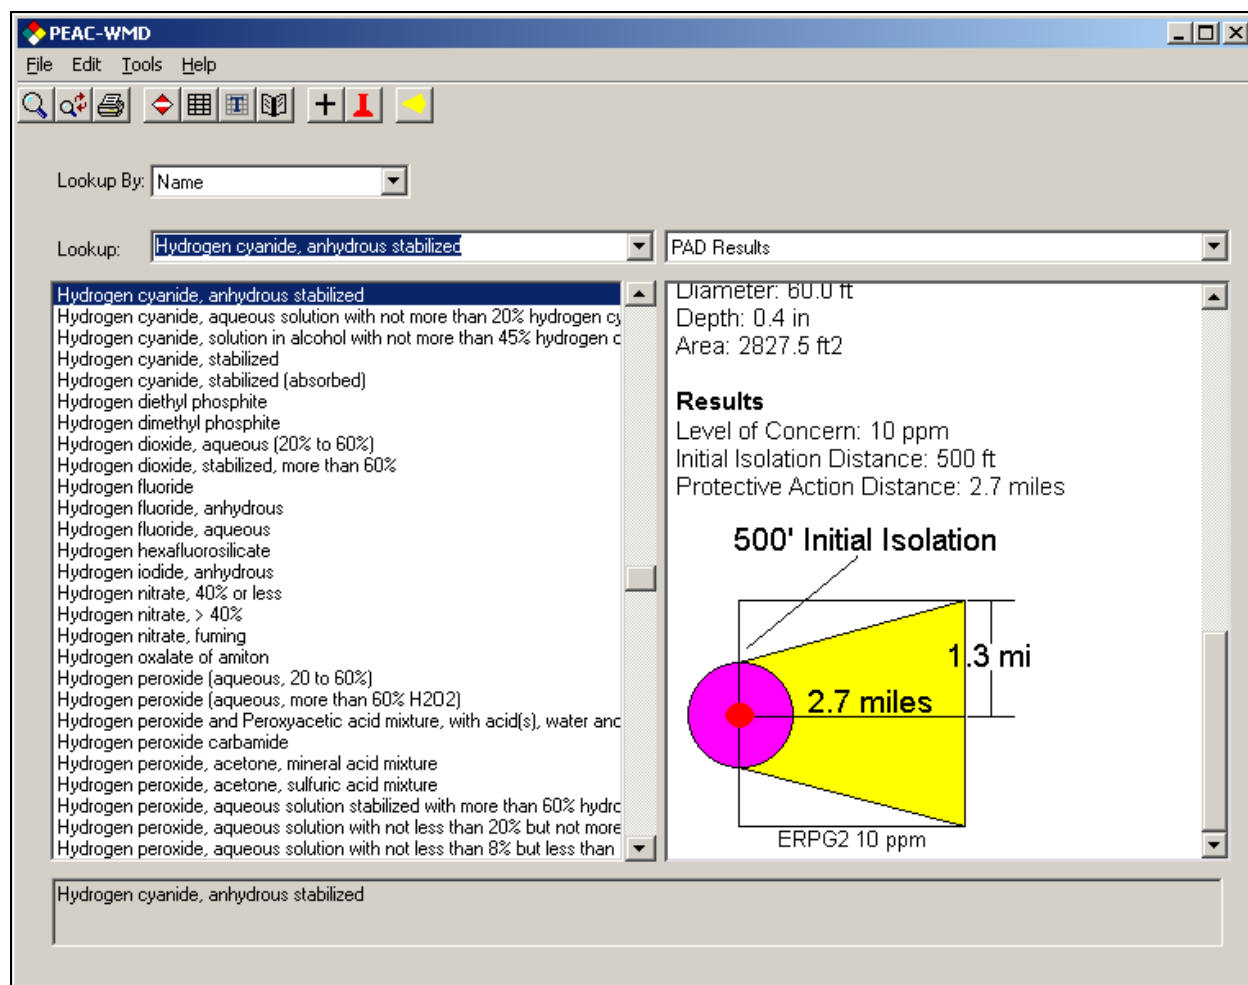 PEAC-WMD
File Edit Tools Help
Lookup By: Name
Lookup: Hydrogen cyanide, anhydrous stabilized
PAD Results
Hydrogen cyanide, anhydrous stabilized
Hydrogen cyanide, aqueous solution with not more than 20% hydrogen cy
Hydrogen cyanide, solution in alcohol with not more than 45% hydrogen c
Hydrogen cyanide, stabilized
Hydrogen cyanide, stabilized (absorbed)
Hydrogen diethyl phosphite
Hydrogen dimethyl phosphite
Hydrogen dioxide, aqueous (20% to 60%)
Hydrogen dioxide, stabilized, more than 60%
Hydrogen fluoride
Hydrogen fluoride, anhydrous
Hydrogen fluoride, aqueous
Hydrogen hexafluorosilicate
Hydrogen iodide, anhydrous
Hydrogen nitrate, 40% or less
Hydrogen nitrate, > 40%
Hydrogen nitrate, fuming
Hydrogen oxalate of amiton
Hydrogen peroxide (aqueous, 20 to 60%)
Hydrogen peroxide (aqueous, more than 60% H2O2)
Hydrogen peroxide and Peroxyacetic acid mixture, with acid(s), water and
Hydrogen peroxide carbamide
Hydrogen peroxide, acetone, mineral acid mixture
Hydrogen peroxide, acetone, sulfuric acid mixture
Hydrogen peroxide, aqueous solution stabilized with more than 60% hydro
Hydrogen peroxide, aqueous solution with not less than 20% but not more
Hydrogen peroxide, aqueous solution with not less than 8% but less than
Diameter: 60.0 ft
Depth: 0.4 in
Area: 2827.5 ft2
Results
Level of Concern: 10 ppm
Initial Isolation Distance: 500 ft
Protective Action Distance: 2.7 miles
500' Initial Isolation
1.3 mi
2.7 miles
ERPG2 10 ppm
Hydrogen cyanide, anhydrous stabilized